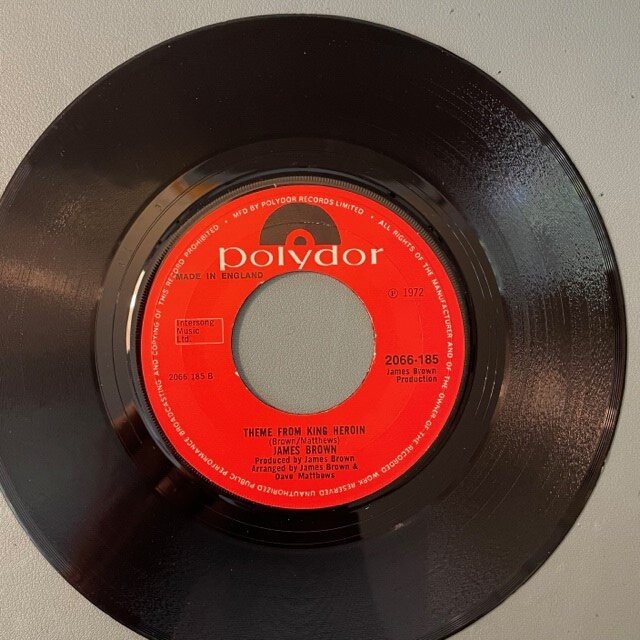 MFD BY POLYDOR RECORDS LIMITED · ALL RIGHTS OF THE MANUFACTURER AND OF THE OWNER OF THE RECORDED WORK RESERVED UNAUTHORIZED PUBLIC PERFORMANCE BROADCASTING AND COPYING OF THIS RECORD PROHIBITED ·
polydor
MADE IN ENGLAND
℗ 1972
Intersong
Music
Ltd.
2066 185 B
2066-185
James Brown
Production
THEME FROM KING HEROIN
(Brown/Matthews)
JAMES BROWN
Produced by James Brown
Arranged by James Brown &
Dave Matthews